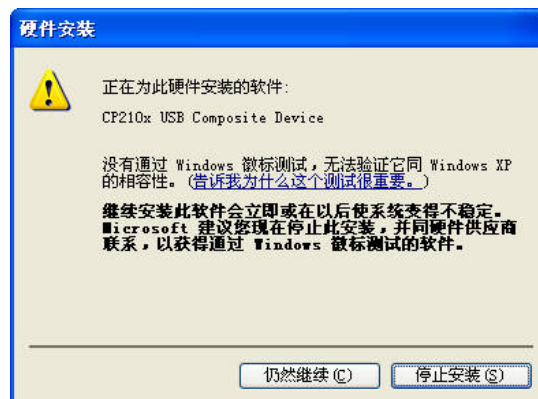 硬件安装
正在为此硬件安装的软件:
CP210x USB Composite Device
没有通过 Windows 徽标测试，无法验证它同 Windows XP
的相容性。(告诉我为什么这个测试很重要。)
继续安装此软件会立即或在以后使系统变得不稳定。
Microsoft 建议您现在停止此安装，并同硬件供应商
联系，以获得通过 Windows 徽标测试的软件。
仍然继续(C) 停止安装(S)